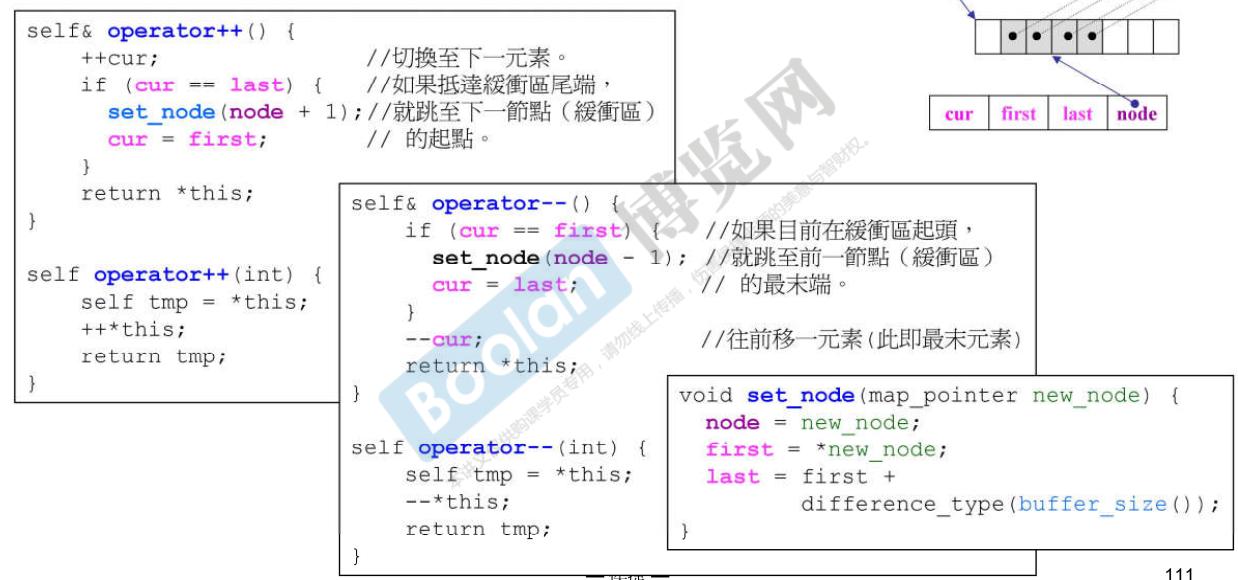 self& operator++() {
++cur; //切換至下一元素。
if (cur == last) { //如果抵達緩衝區尾端，
set_node(node + 1);//就跳至下一節點（緩衝區）
cur = first; // 的起點。
}
return *this;
}
self operator++(int) {
self tmp = *this;
++*this;
return tmp;
}
cur first last node
self& operator--() {
if (cur == first) { //如果目前在緩衝區起頭，
set_node(node - 1); //就跳至前一節點（緩衝區）
cur = last; // 的最末端。
}
--cur; //往前移一元素(此即最末元素)
return *this;
}
self operator--(int) {
self tmp = *this;
--*this;
return tmp;
}
void set_node(map_pointer new_node) {
node = new_node;
first = *new_node;
last = first +
difference_type(buffer_size());
}
Boolan 博览网
111